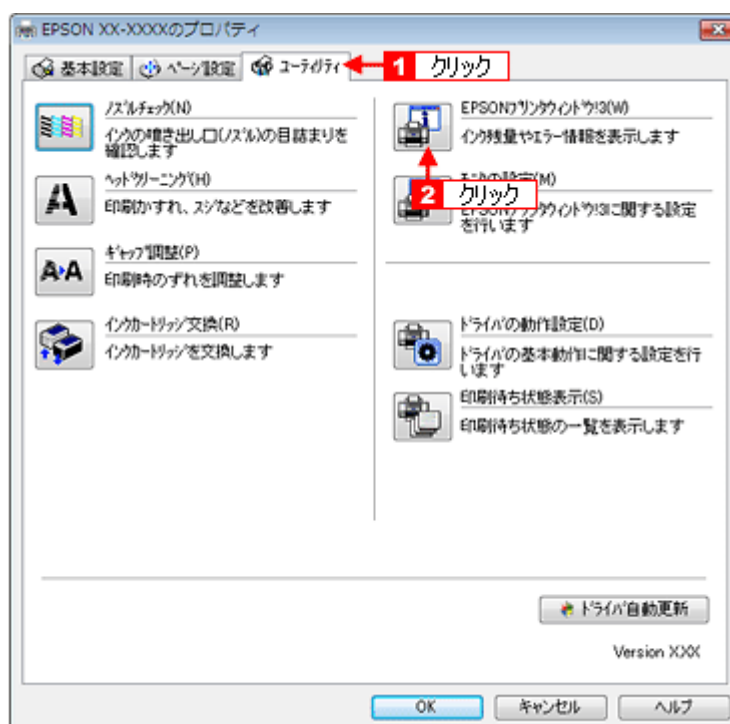 EPSON XX-XXXXのプロパティ
基本設定 ページ設定 ユーティリティ
1 クリック
ノズルチェック(N)
インクの噴き出し口(ノズル)の目詰まりを
確認します
ヘッドクリーニング(H)
印刷かすれ、スジなどを改善します
ギャップ調整(P)
印刷時のずれを調整します
インクカートリッジ交換(R)
インクカートリッジを交換します
EPSONプリンタウィンドウ!3(W)
インク残量やエラー情報を表示します
2 クリック
モニタの設定(M)
EPSONプリンタウィンドウ!3に関する設定
を行います
ドライバの動作設定(D)
ドライバの基本動作に関する設定を行
います
印刷待ち状態表示(S)
印刷待ち状態の一覧を表示します
ドライバ自動更新
Version X.XX
OK キャンセル ヘルプ